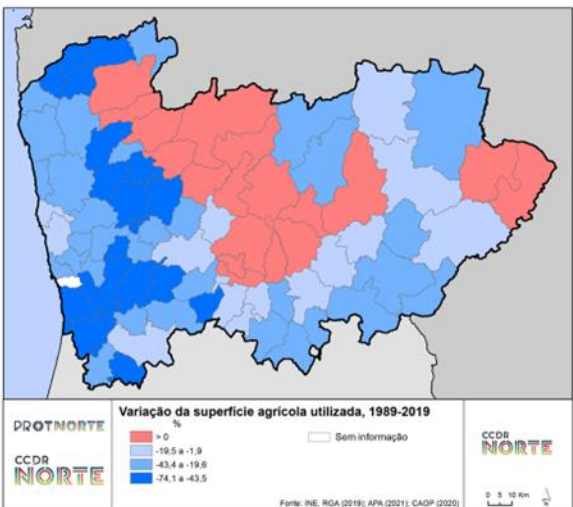 PROTNORTE
CCDR
NORTE
Variação da superfície agrícola utilizada, 1989-2019
%
> 0
-19,5 a -1,9
-43,4 a -19,6
-74,1 a -43,5
Sem informação
Fonte: INE, RGA (2019); APA (2021); CAOP (2020)
CCDR
NORTE
0 5 10 Km